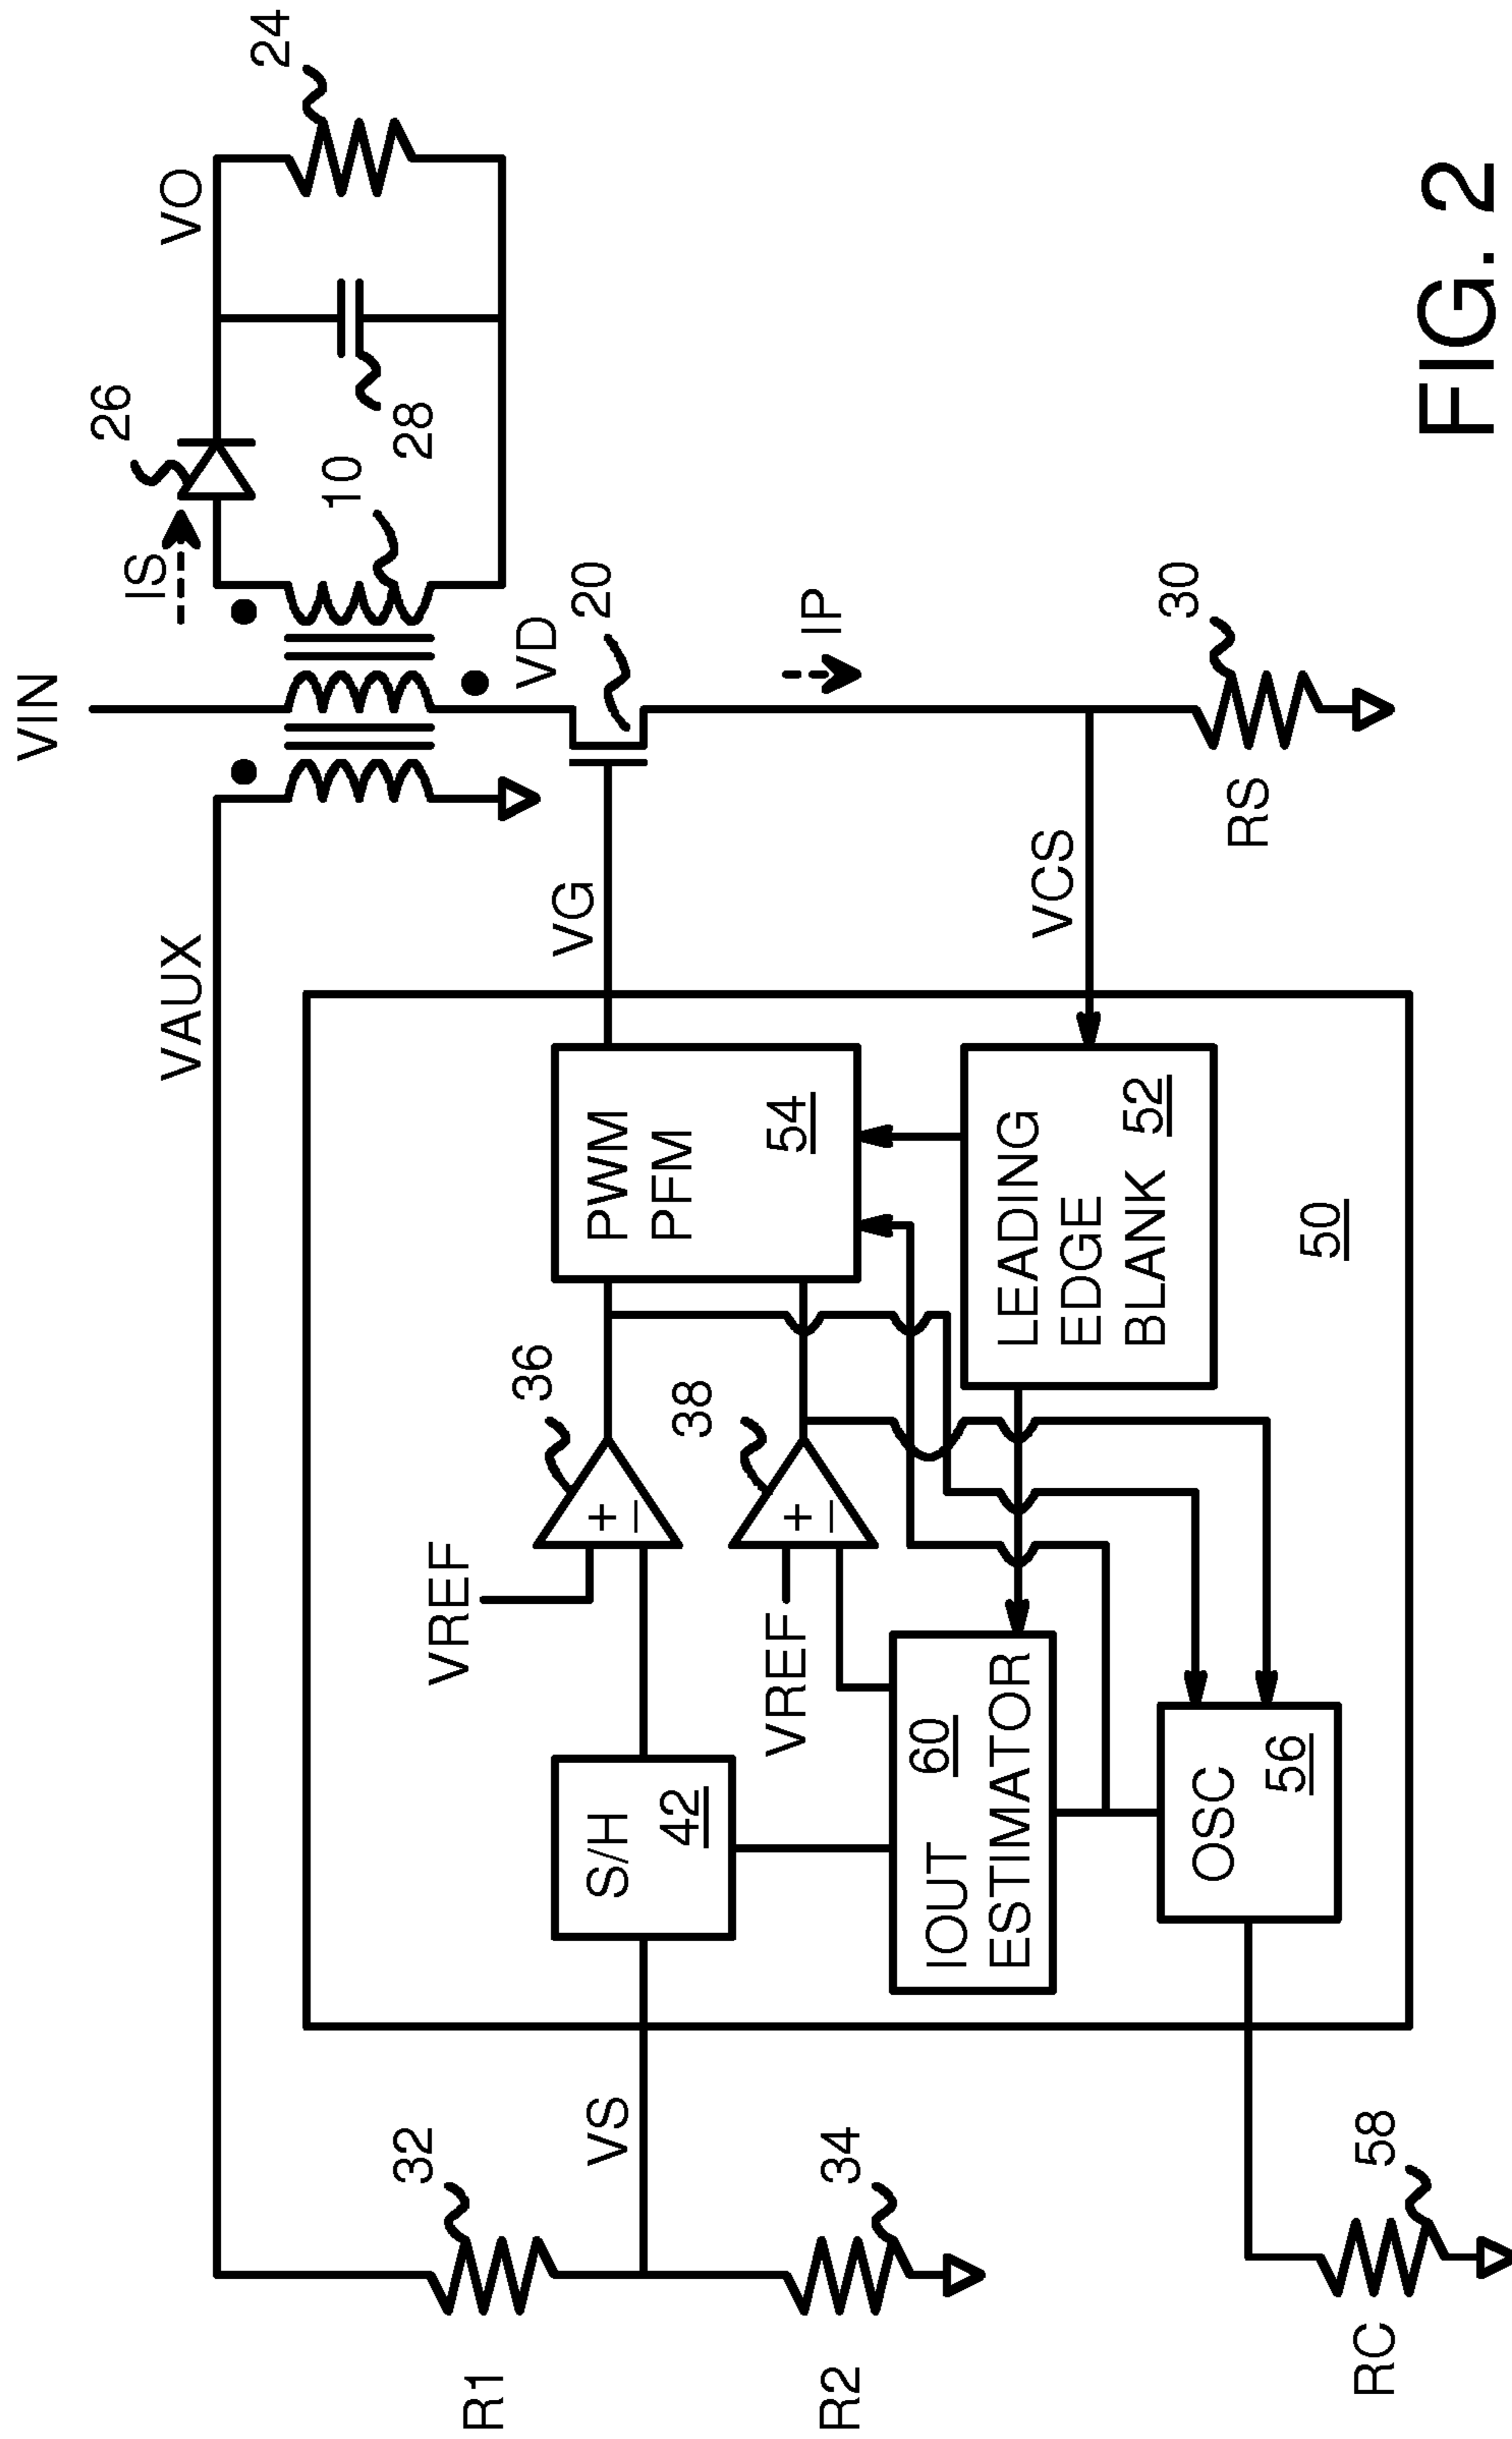 VIN
IS
26
VO
24
VAUX
10
28
VD
20
VG
IP
VREF
36
S/H
42
PWM
PFM
54
38
VREF
VCS
30
RS
R1
32
VS
R2
34
IOUT
60
ESTIMATOR
LEADING
EDGE
BLANK 52
OSC
56
50
RC
58
FIG. 2
+
−
+
−